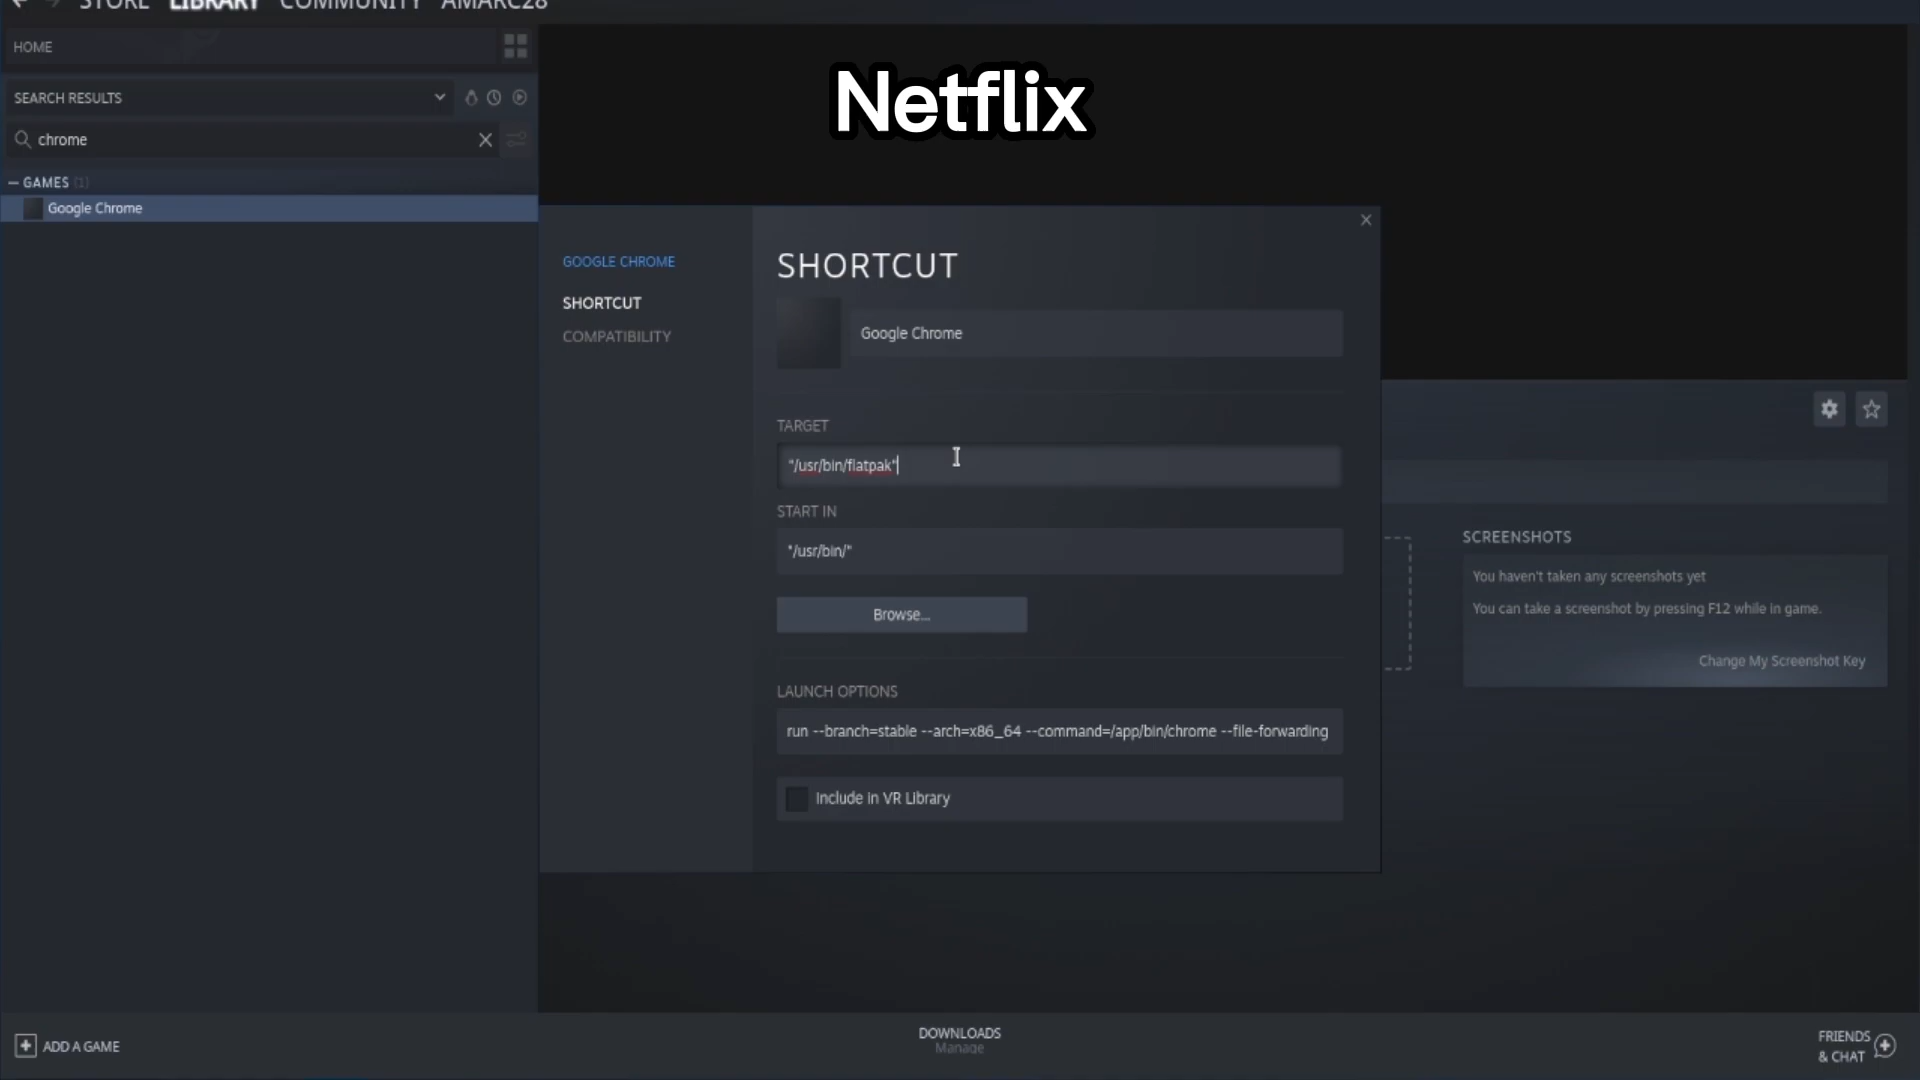 STORE LIBRARY COMMUNITY AMARC28
HOME
Netflix
SEARCH RESULTS
chrome
GAMES (1)
Google Chrome
GOOGLE CHROME
SHORTCUT
COMPATIBILITY
SHORTCUT
Google Chrome
TARGET
"/usr/bin/flatpak"
START IN
"/usr/bin/"
Browse...
LAUNCH OPTIONS
run --branch=stable --arch=x86_64 --command=/app/bin/chrome --file-forwarding
Include in VR Library
SCREENSHOTS
You haven't taken any screenshots yet
You can take a screenshot by pressing F12 while in game.
Change My Screenshot Key
ADD A GAME
DOWNLOADS
Manage
FRIENDS
& CHAT